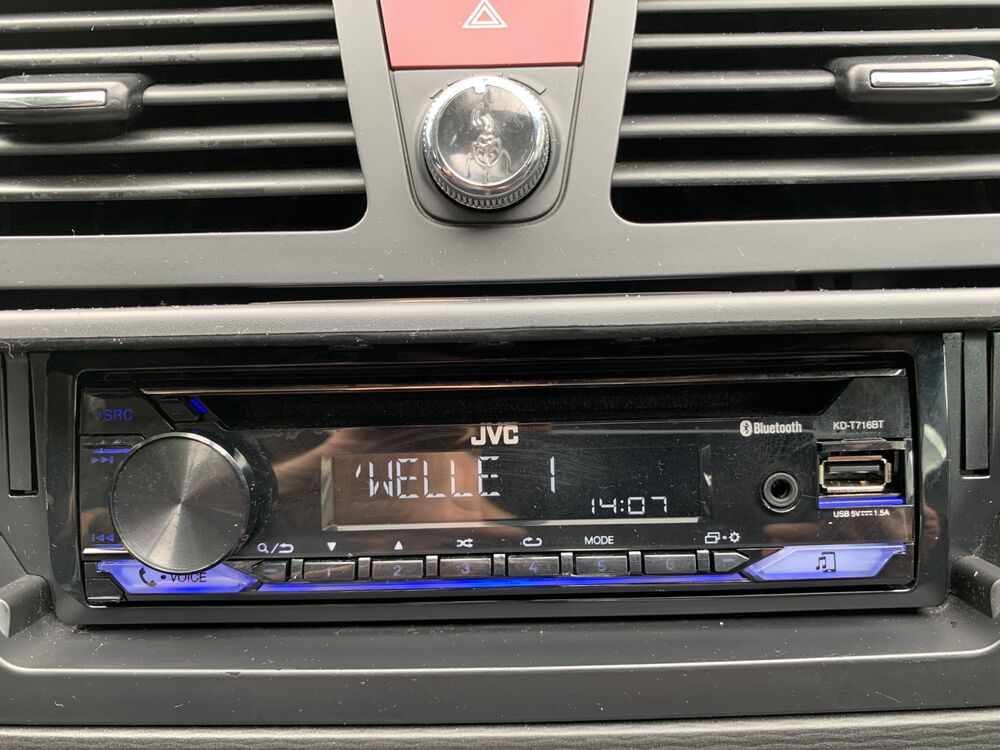 SRC
JVC
Bluetooth
KD-T716BT
'WELLE 1
14:07
USB 5V⎓1.5A
MODE
1
2
3
4
5
6
• VOICE